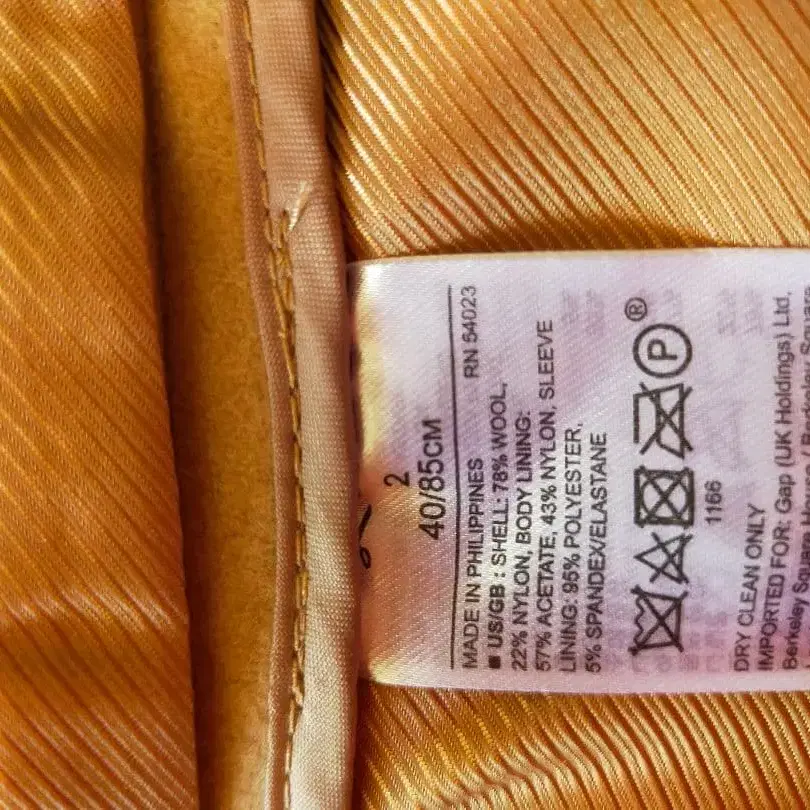 2
40/85CM
MADE IN PHILIPPINES RN 54023
■ US/GB : SHELL: 78% WOOL,
22% NYLON, BODY LINING:
57% ACETATE, 43% NYLON, SLEEVE
LINING: 95% POLYESTER,
5% SPANDEX/ELASTANE
P ®
1166
DRY CLEAN ONLY
IMPORTED FOR: Gap (UK Holdings) Ltd,
Berkeley Square